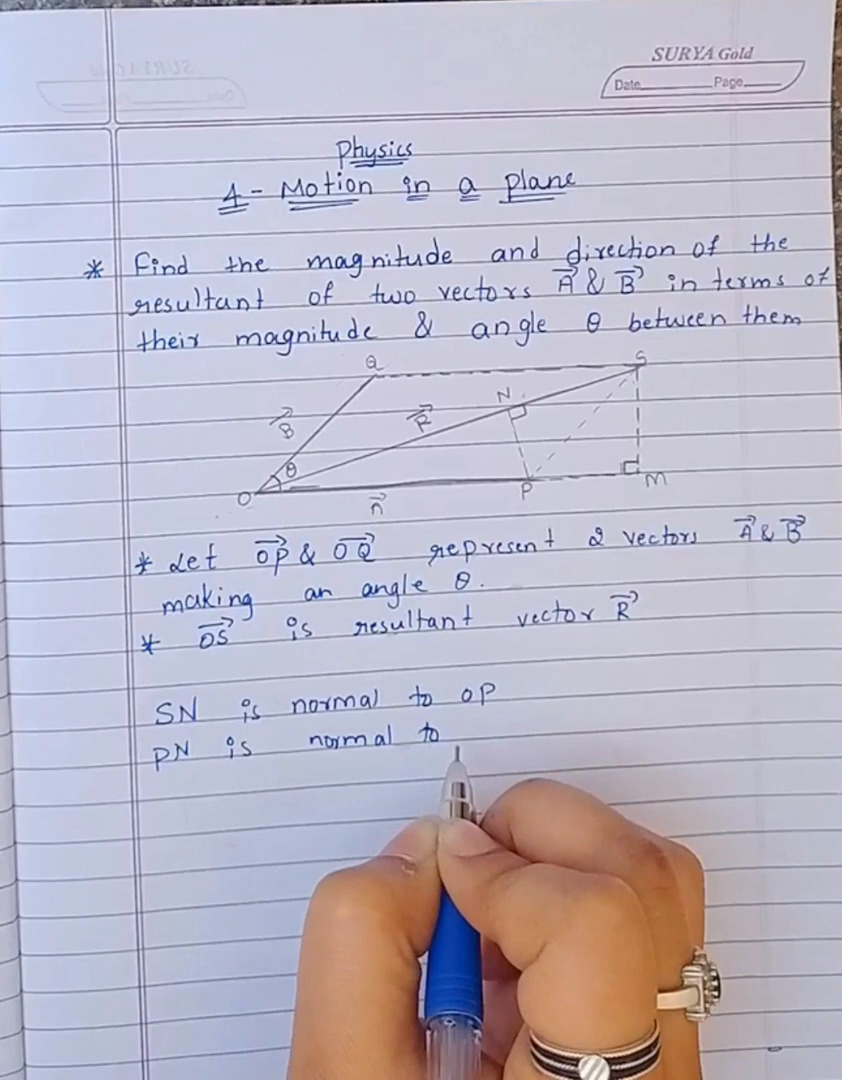 SURYA Gold
Date Page
Physics
4 - Motion in a plane
* Find the magnitude and direction of the
resultant of two vectors A⃗ & B⃗ in terms of
their magnitude & angle θ between them
Q S
N
B⃗ R⃗
θ
O P M
n⃗
* Let OP⃗ & OQ⃗ represent 2 vectors A⃗ & B⃗
making an angle θ.
* OS⃗ is resultant vector R⃗
SN is normal to OP
PN is normal to